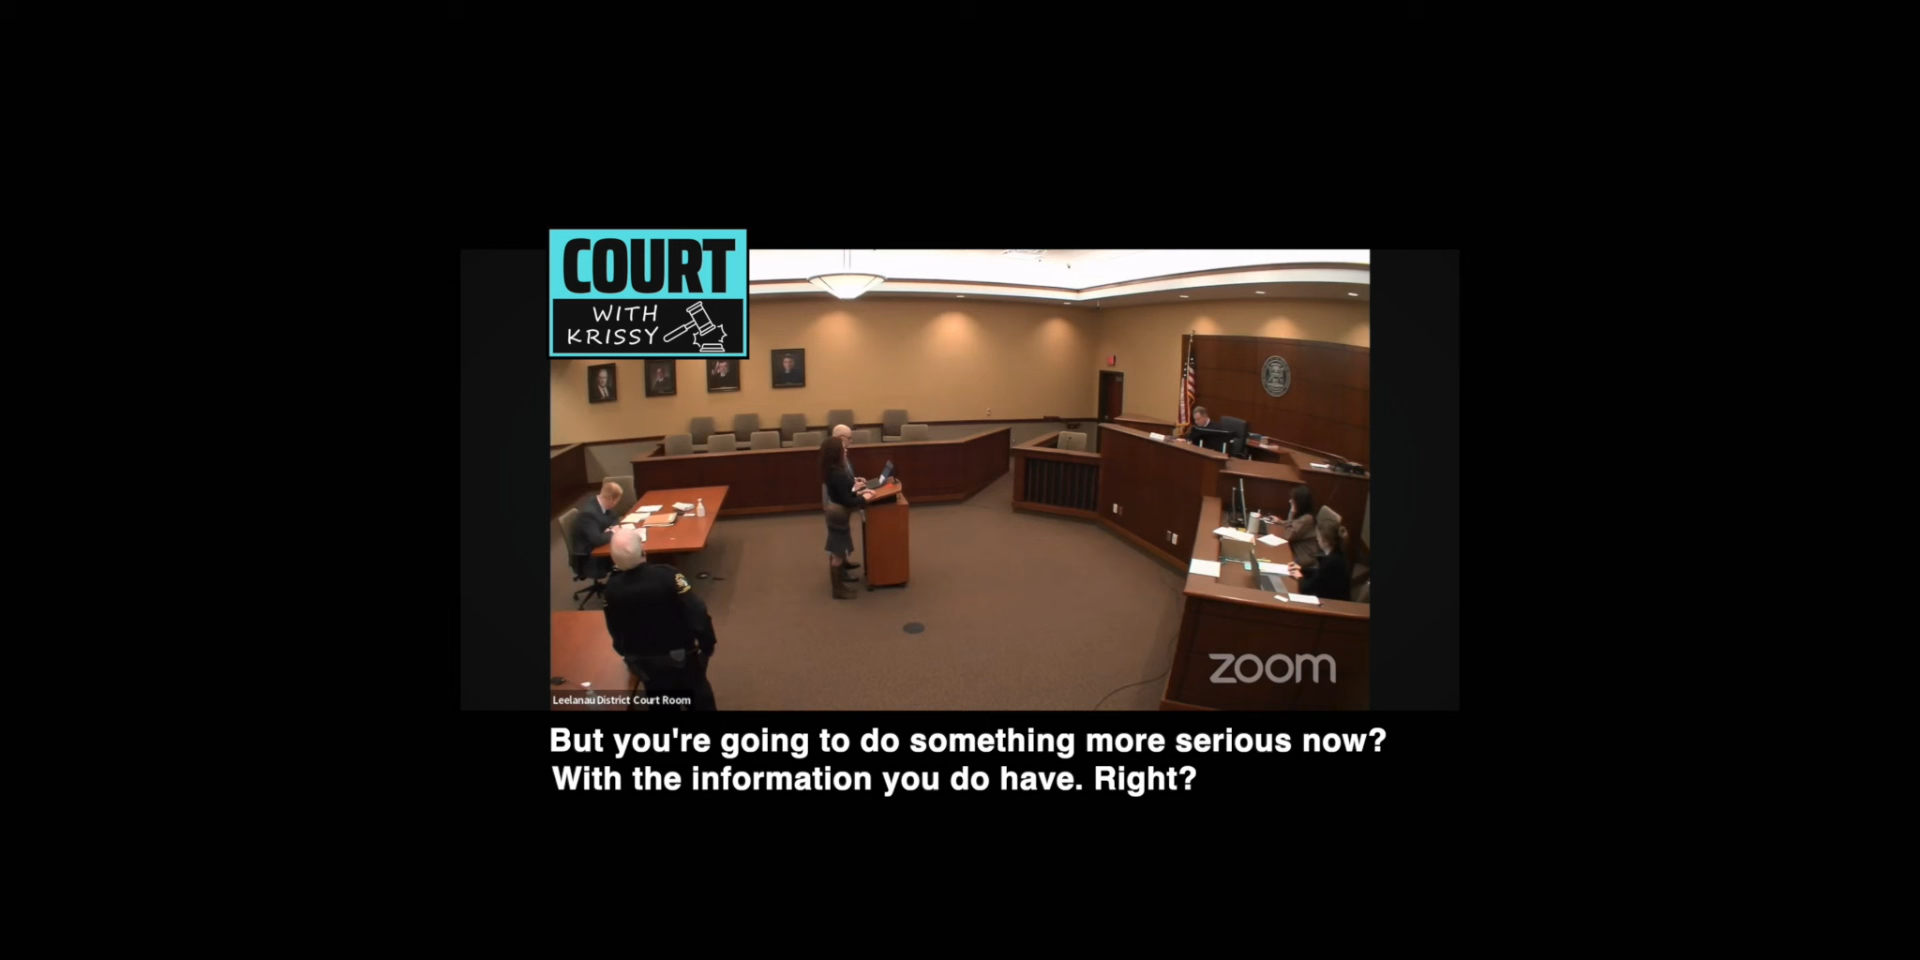 COURT
WITH
KRISSY
zoom
Leelanau District Court Room
But you're going to do something more serious now?
With the information you do have. Right?